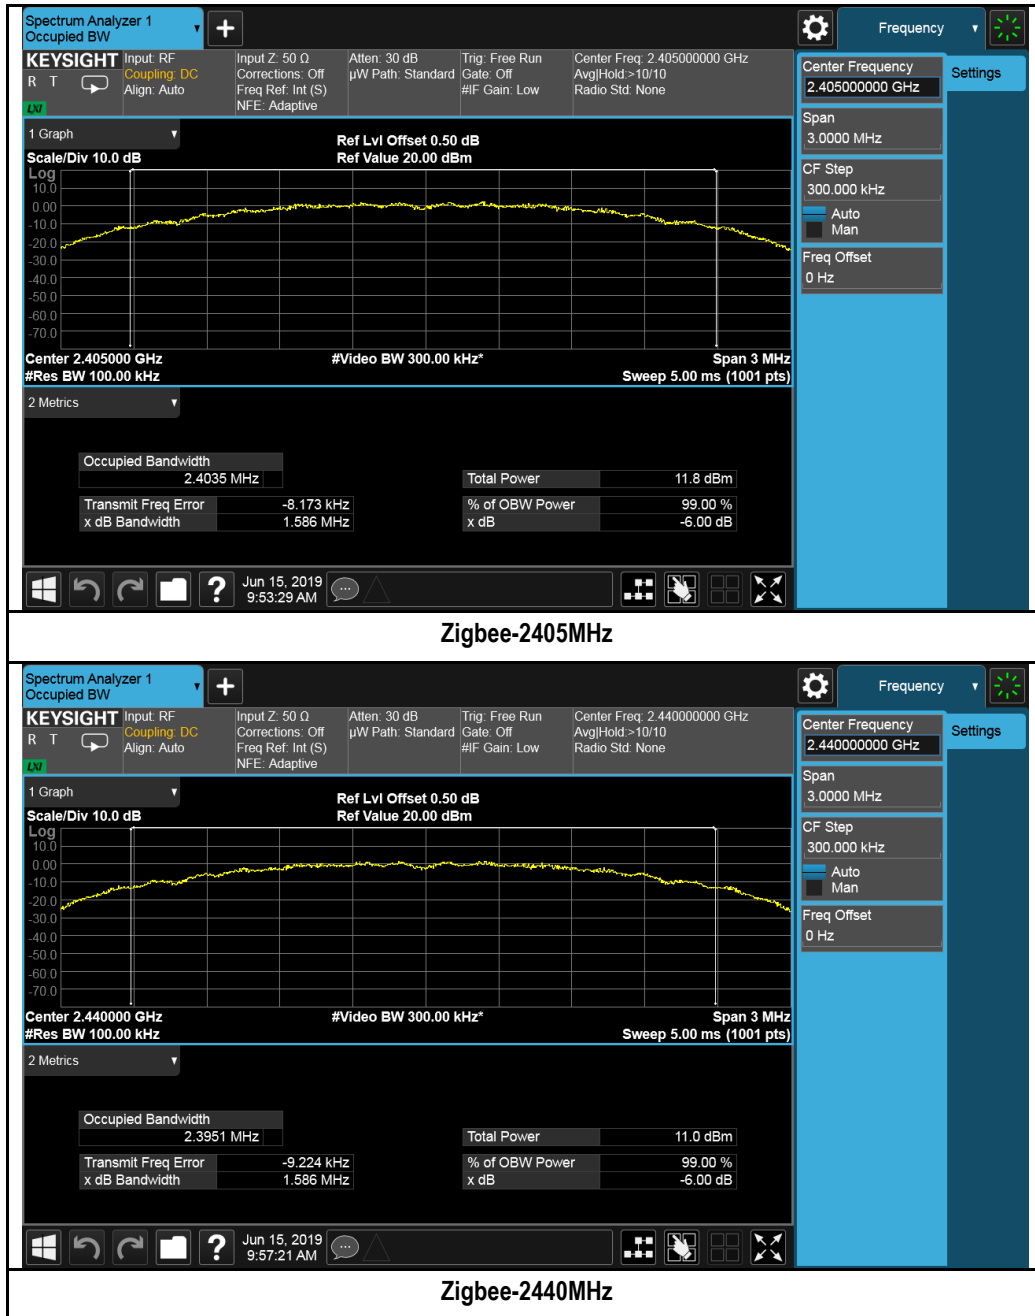 Spectrum Analyzer 1
Occupied BW
Frequency
KEYSIGHT
R T
LXI
Input: RF
Coupling: DC
Align: Auto
Input Z: 50 Ω
Corrections: Off
Freq Ref: Int (S)
NFE: Adaptive
Atten: 30 dB
µW Path: Standard
Trig: Free Run
Gate: Off
#IF Gain: Low
Center Freq: 2.405000000 GHz
Avg|Hold:>10/10
Radio Std: None
Center Frequency
2.405000000 GHz
Settings
Span
3.0000 MHz
CF Step
300.000 kHz
Auto
Man
Freq Offset
0 Hz
1 Graph
Scale/Div 10.0 dB
Ref Lvl Offset 0.50 dB
Ref Value 20.00 dBm
Log
10.0
0.00
-10.0
-20.0
-30.0
-40.0
-50.0
-60.0
-70.0
Center 2.405000 GHz
#Res BW 100.00 kHz
#Video BW 300.00 kHz*
Span 3 MHz
Sweep 5.00 ms (1001 pts)
2 Metrics
Occupied Bandwidth
2.4035 MHz
Transmit Freq Error -8.173 kHz
x dB Bandwidth 1.586 MHz
Total Power 11.8 dBm
% of OBW Power 99.00 %
x dB -6.00 dB
?
Jun 15, 2019
9:53:29 AM
Zigbee-2405MHz
Spectrum Analyzer 1
Occupied BW
Frequency
KEYSIGHT
R T
LXI
Input: RF
Coupling: DC
Align: Auto
Input Z: 50 Ω
Corrections: Off
Freq Ref: Int (S)
NFE: Adaptive
Atten: 30 dB
µW Path: Standard
Trig: Free Run
Gate: Off
#IF Gain: Low
Center Freq: 2.440000000 GHz
Avg|Hold:>10/10
Radio Std: None
Center Frequency
2.440000000 GHz
Settings
Span
3.0000 MHz
CF Step
300.000 kHz
Auto
Man
Freq Offset
0 Hz
1 Graph
Scale/Div 10.0 dB
Ref Lvl Offset 0.50 dB
Ref Value 20.00 dBm
Log
10.0
0.00
-10.0
-20.0
-30.0
-40.0
-50.0
-60.0
-70.0
Center 2.440000 GHz
#Res BW 100.00 kHz
#Video BW 300.00 kHz*
Span 3 MHz
Sweep 5.00 ms (1001 pts)
2 Metrics
Occupied Bandwidth
2.3951 MHz
Transmit Freq Error -9.224 kHz
x dB Bandwidth 1.586 MHz
Total Power 11.0 dBm
% of OBW Power 99.00 %
x dB -6.00 dB
?
Jun 15, 2019
9:57:21 AM
Zigbee-2440MHz